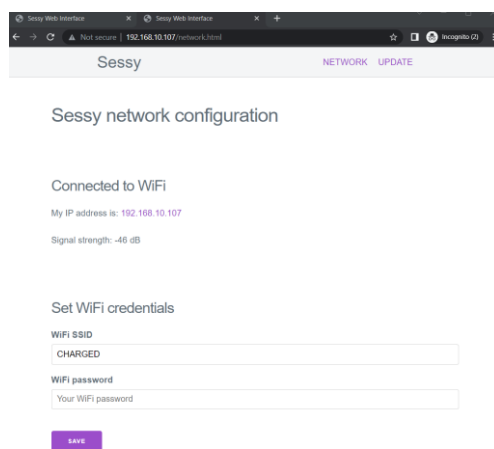 Sessy Web Interface
Sessy Web Interface
Not secure | 192.168.10.107/network.html
Incognito (2)
Sessy
NETWORK UPDATE
Sessy network configuration
Connected to WiFi
My IP address is: 192.168.10.107
Signal strength: -46 dB
Set WiFi credentials
WiFi SSID
CHARGED
WiFi password
Your WiFi password
SAVE